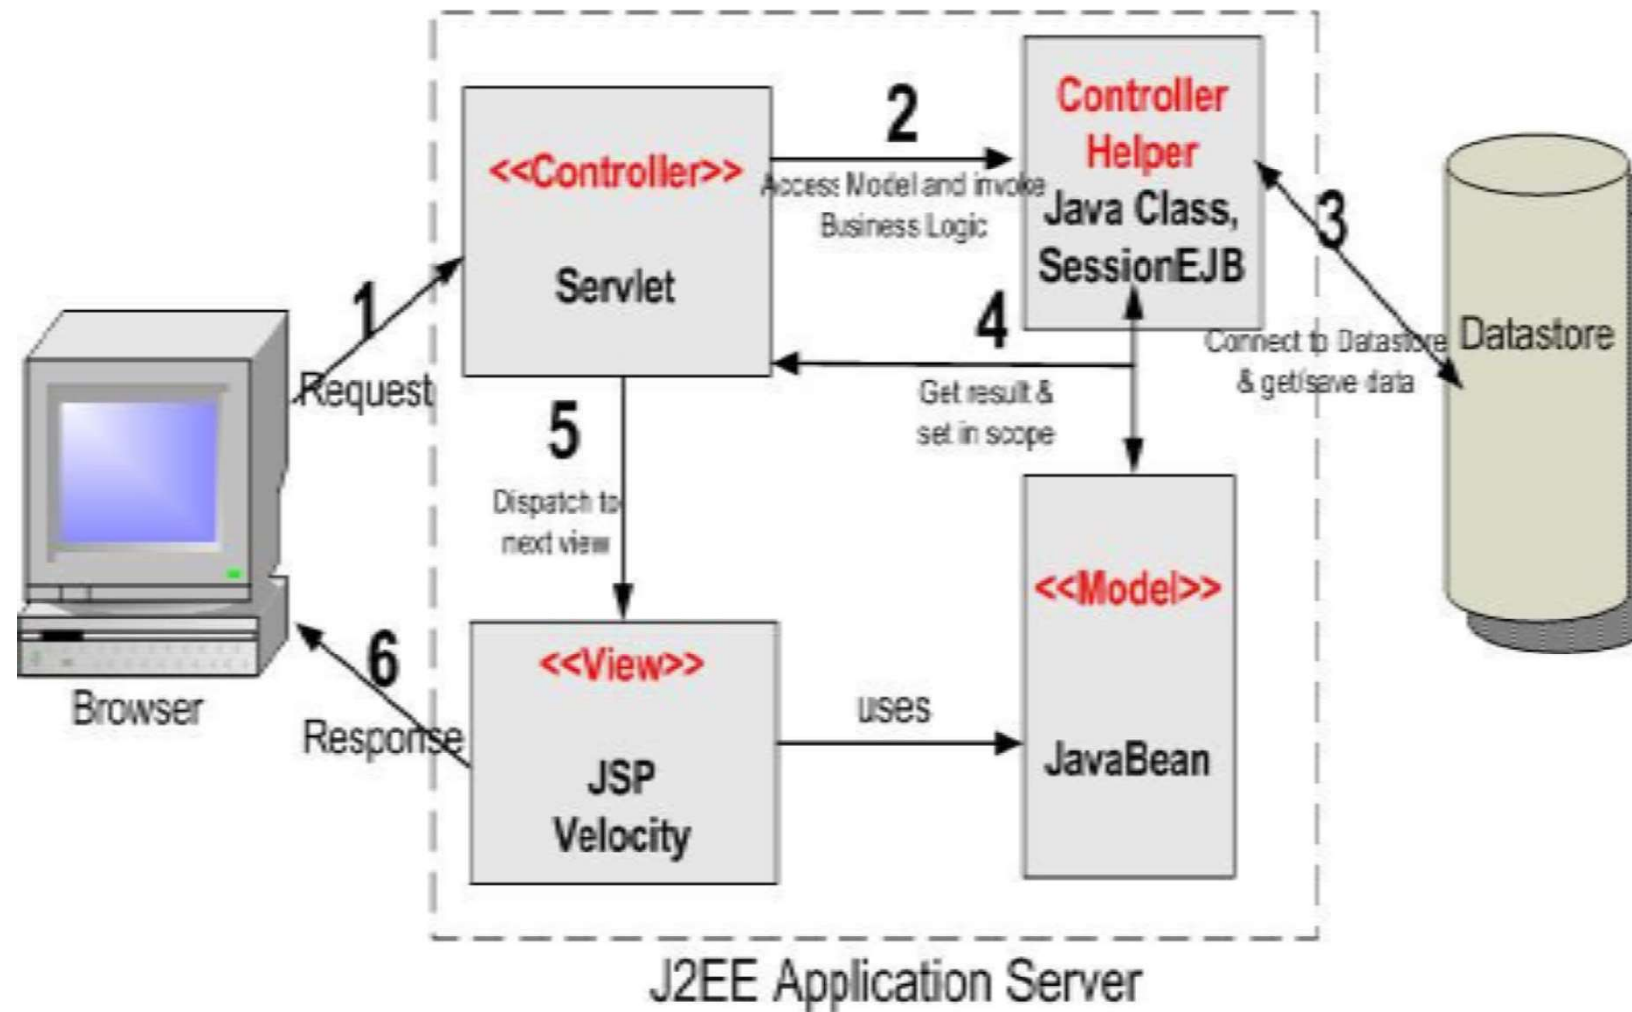 1
Request
<<Controller>>
Servlet
2
Access Model and invoke
Business Logic
Controller
Helper
Java Class,
SessionEJB
3
Connect to Datastore
& get/save data
Datastore
4
Get result &
set in scope
5
Dispatch to
next view
<<View>>
JSP
Velocity
uses
<<Model>>
JavaBean
6
Response
Browser
J2EE Application Server